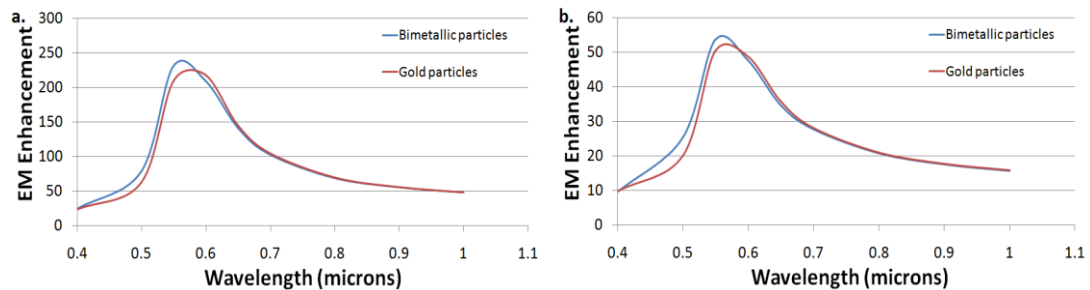 a.
EM Enhancement
300
250
200
150
100
50
0
Bimetallic particles
Gold particles
0.4 0.5 0.6 0.7 0.8 0.9 1 1.1
Wavelength (microns)
b.
EM Enhancement
60
50
40
30
20
10
0
Bimetallic particles
Gold particles
0.4 0.5 0.6 0.7 0.8 0.9 1 1.1
Wavelength (microns)